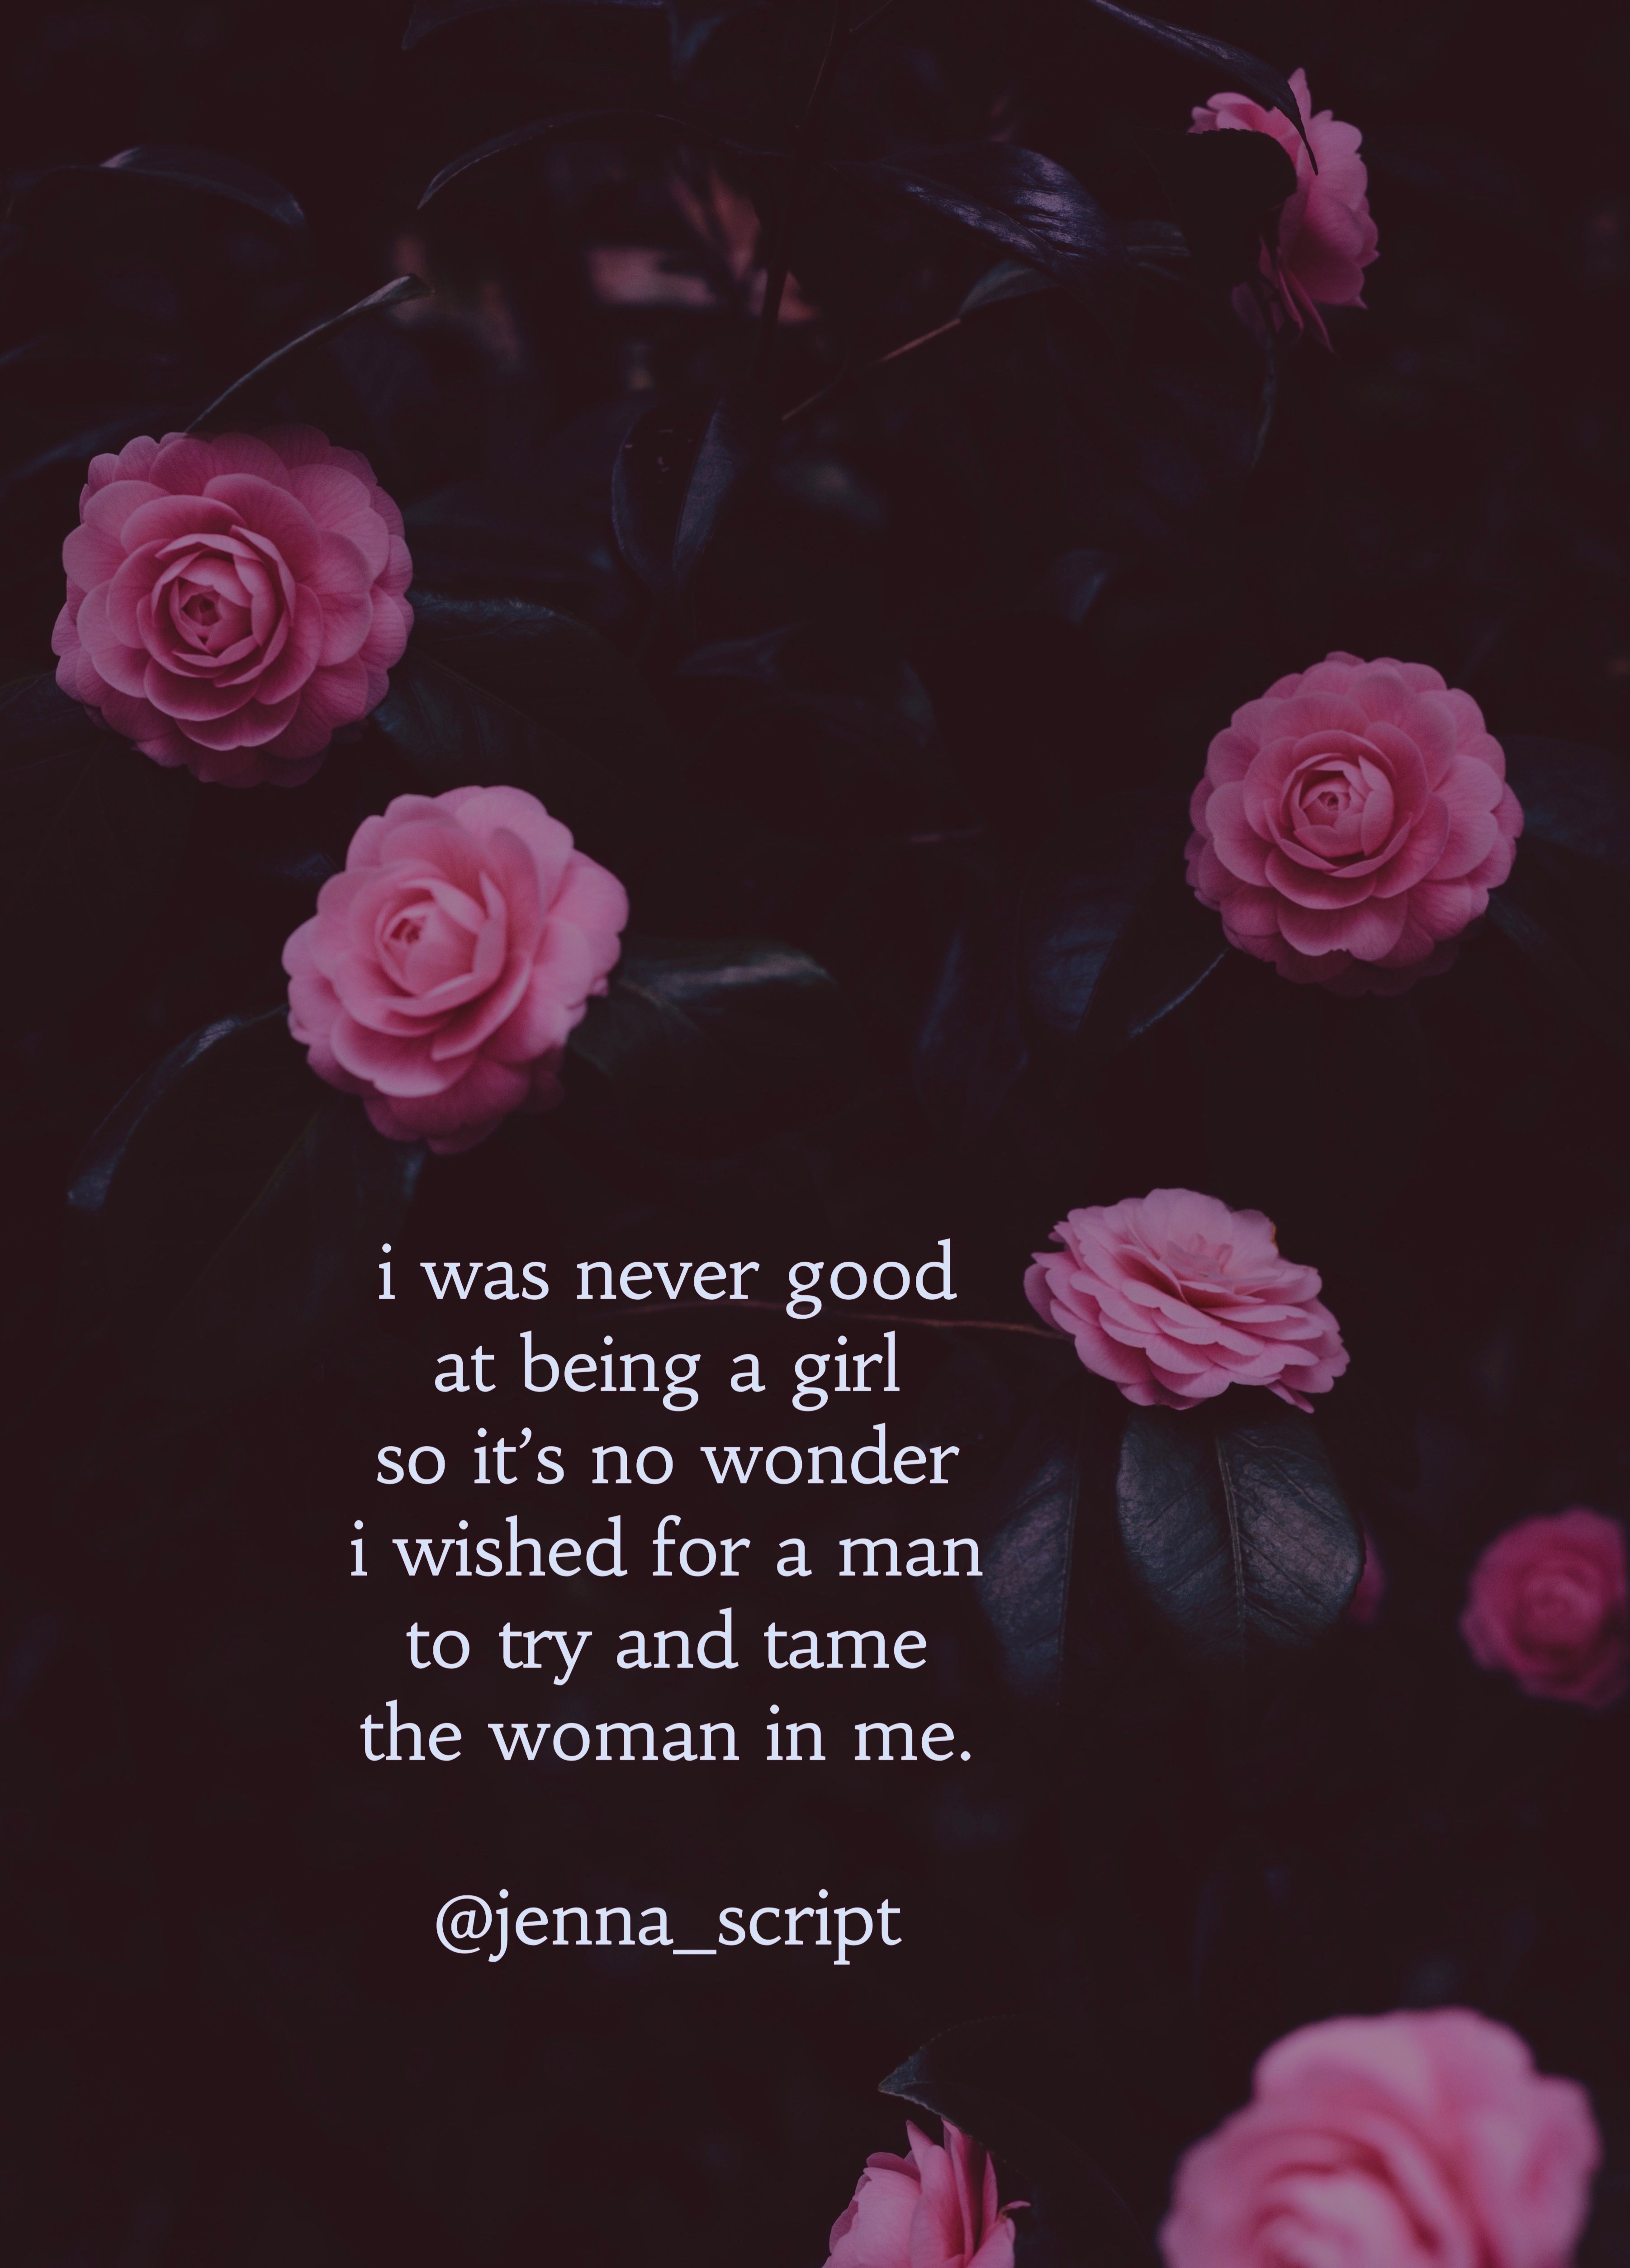 i was never good
at being a girl
so it’s no wonder
i wished for a man
to try and tame
the woman in me.
@jenna_script